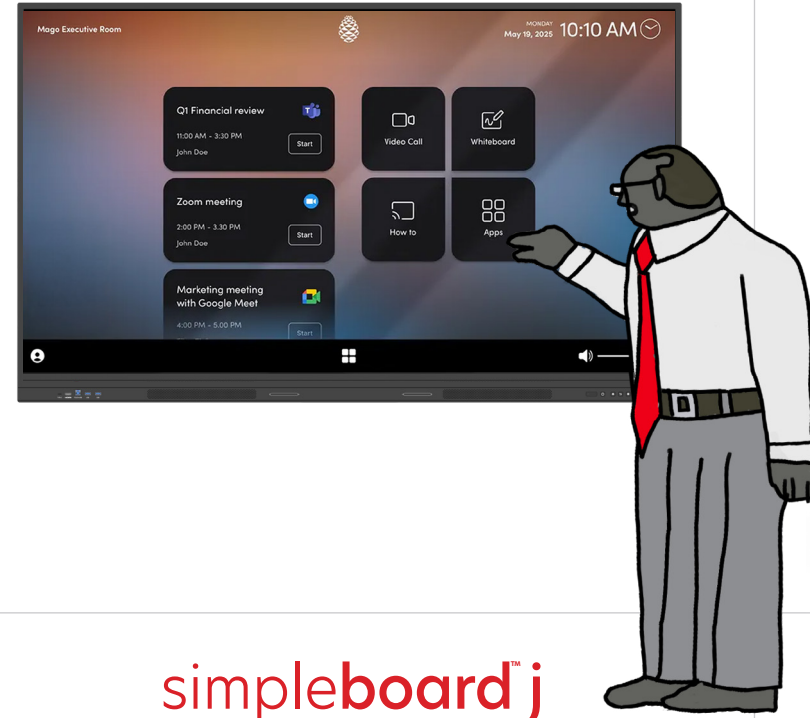 Mago Executive Room
MONDAY
May 19, 2025
10:10 AM
Q1 Financial review
11:00 AM - 3:30 PM
John Doe
Start
Zoom meeting
2:00 PM - 3.30 PM
John Doe
Start
Marketing meeting
with Google Meet
4:00 PM - 5.00 PM
Start
Video Call
Whiteboard
How to
Apps
simpleboard™ j